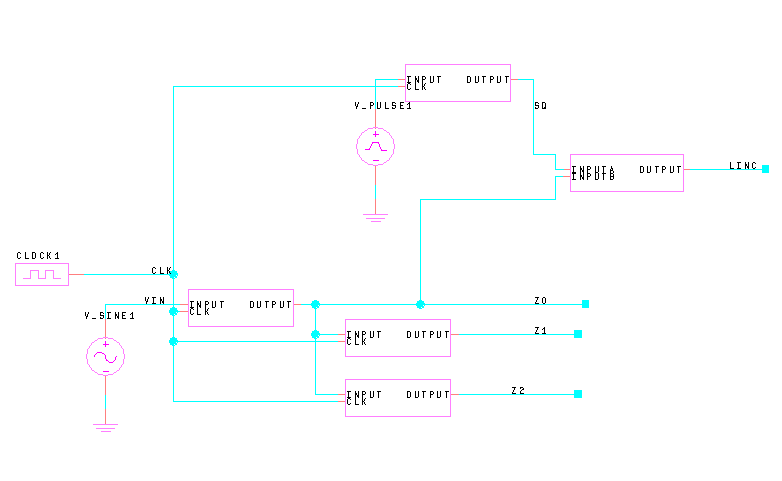 INPUT OUTPUT
CLK
V_PULSE1
SQ
INPUTA OUTPUT
INPUTB
LINC
CLOCK1
CLK
VIN
INPUT OUTPUT
CLK
Z0
V_SINE1
INPUT OUTPUT
CLK
Z1
INPUT OUTPUT
CLK
Z2